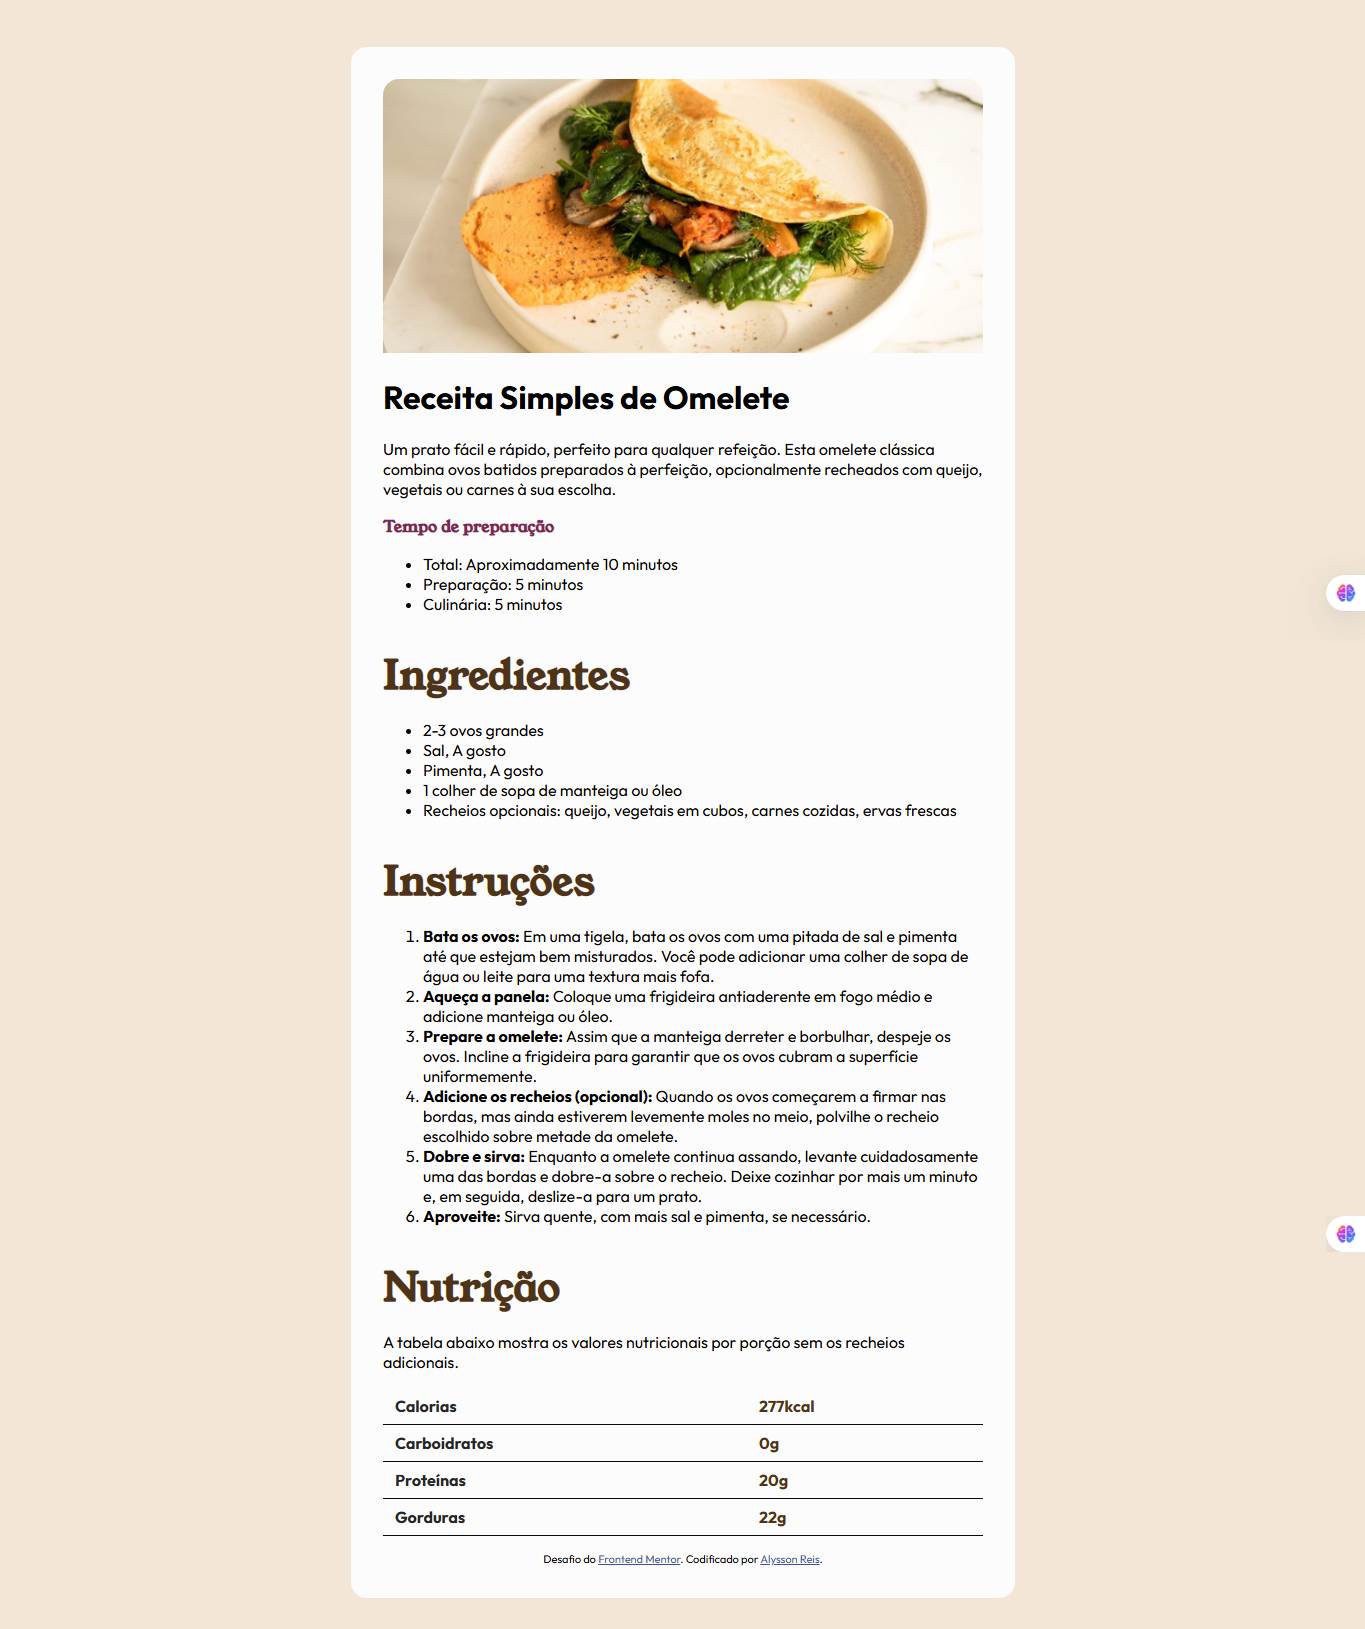 Receita Simples de Omelete
Um prato fácil e rápido, perfeito para qualquer refeição. Esta omelete clássica
combina ovos batidos preparados à perfeição, opcionalmente recheados com queijo,
vegetais ou carnes à sua escolha.
Tempo de preparação
• Total: Aproximadamente 10 minutos
• Preparação: 5 minutos
• Culinária: 5 minutos
Ingredientes
• 2-3 ovos grandes
• Sal, A gosto
• Pimenta, A gosto
• 1 colher de sopa de manteiga ou óleo
• Recheios opcionais: queijo, vegetais em cubos, carnes cozidas, ervas frescas
Instruções
1. Bata os ovos: Em uma tigela, bata os ovos com uma pitada de sal e pimenta
até que estejam bem misturados. Você pode adicionar uma colher de sopa de
água ou leite para uma textura mais fofa.
2. Aqueça a panela: Coloque uma frigideira antiaderente em fogo médio e
adicione manteiga ou óleo.
3. Prepare a omelete: Assim que a manteiga derreter e borbulhar, despeje os
ovos. Incline a frigideira para garantir que os ovos cubram a superfície
uniformemente.
4. Adicione os recheios (opcional): Quando os ovos começarem a firmar nas
bordas, mas ainda estiverem levemente moles no meio, polvilhe o recheio
escolhido sobre metade da omelete.
5. Dobre e sirva: Enquanto a omelete continua assando, levante cuidadosamente
uma das bordas e dobre-a sobre o recheio. Deixe cozinhar por mais um minuto
e, em seguida, deslize-a para um prato.
6. Aproveite: Sirva quente, com mais sal e pimenta, se necessário.
Nutrição
A tabela abaixo mostra os valores nutricionais por porção sem os recheios
adicionais.
Calorias 277kcal
Carboidratos 0g
Proteínas 20g
Gorduras 22g
Desafio do Frontend Mentor. Codificado por Alysson Reis.